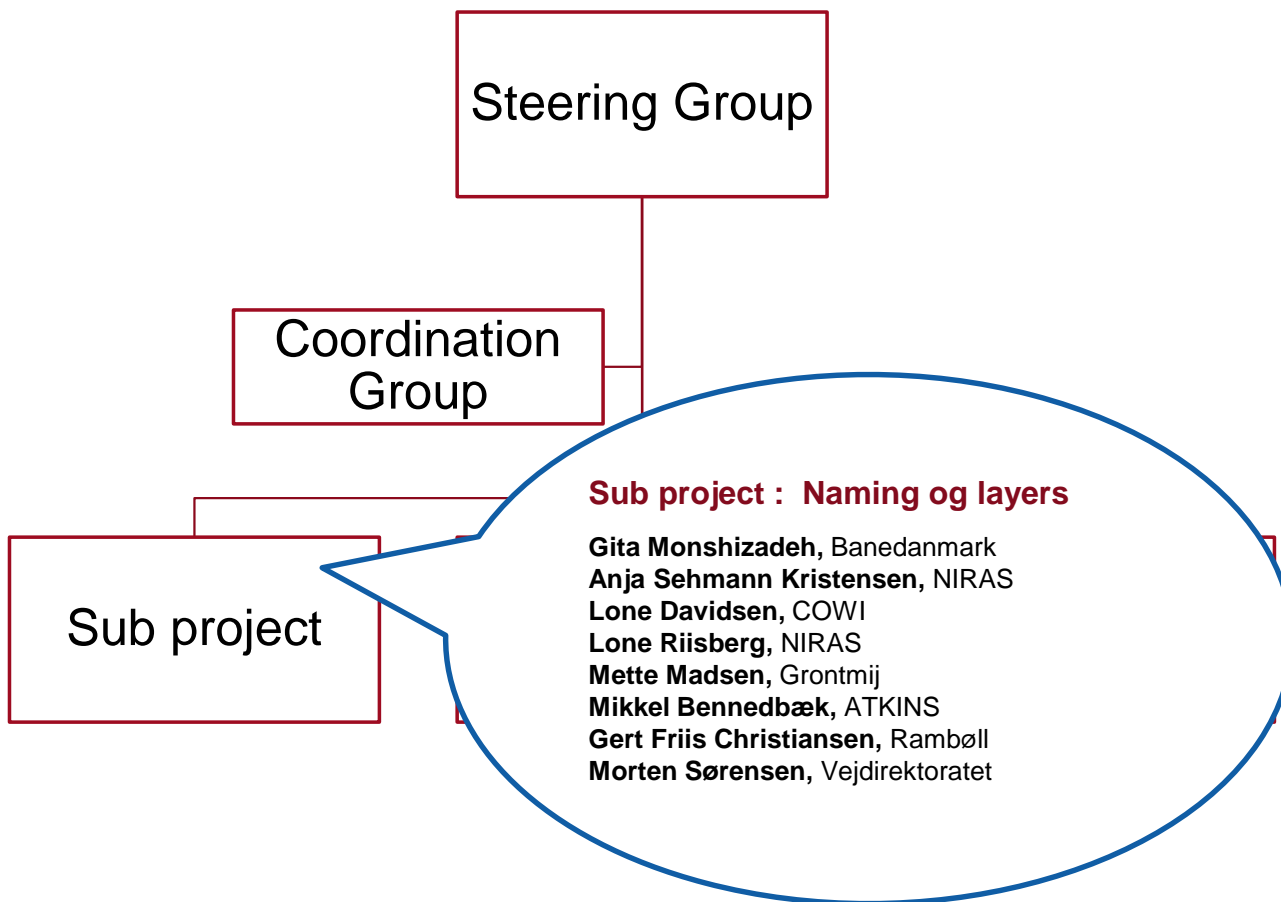 Steering Group
Coordination
Group
Sub project
Sub project :  Naming og layers
Gita Monshizadeh, Banedanmark
Anja Sehmann Kristensen, NIRAS
Lone Davidsen, COWI
Lone Riisberg, NIRAS
Mette Madsen, Grontmij
Mikkel Bennedbæk, ATKINS
Gert Friis Christiansen, Rambøll
Morten Sørensen, Vejdirektoratet